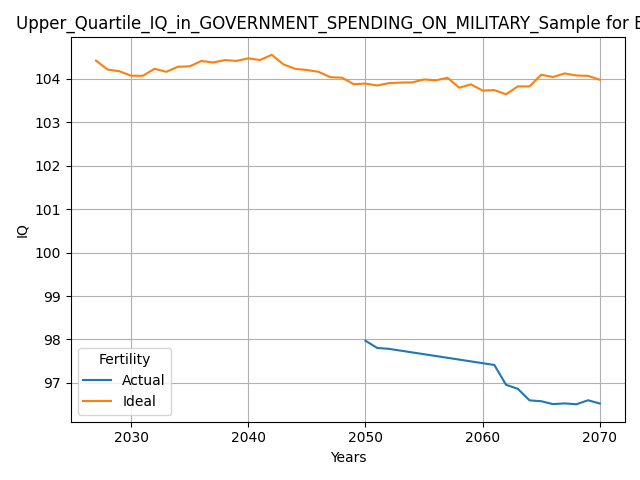 Upper_Quartile_IQ_in_GOVERNMENT_SPENDING_ON_MILITARY_Sample for
104
103
102
101
100
99
98
97
IQ
Fertility
Actual
Ideal
2030 2040 2050 2060 2070
Years